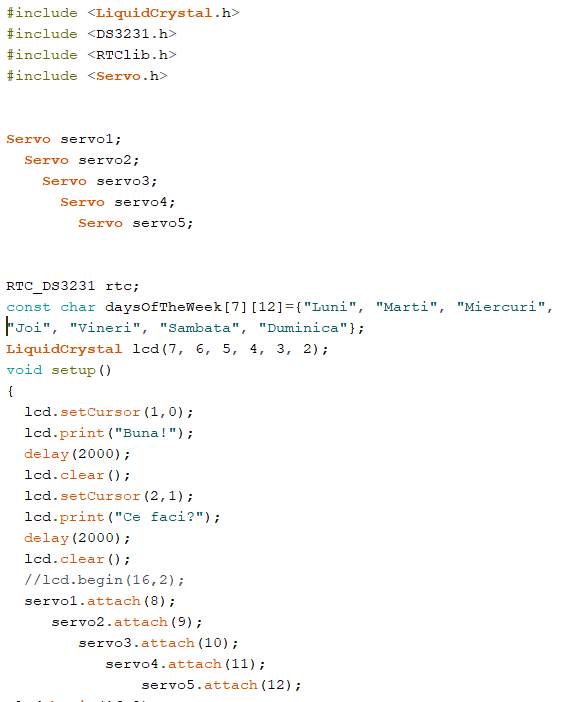 #include <LiquidCrystal.h>
#include <DS3231.h>
#include <RTClib.h>
#include <Servo.h>
Servo servo1;
Servo servo2;
Servo servo3;
Servo servo4;
Servo servo5;
RTC_DS3231 rtc;
const char daysOfTheWeek[7][12]={"Luni", "Marti", "Miercuri",
"Joi", "Vineri", "Sambata", "Duminica"};
LiquidCrystal lcd(7, 6, 5, 4, 3, 2);
void setup()
{
lcd.setCursor(1,0);
lcd.print("Buna!");
delay(2000);
lcd.clear();
lcd.setCursor(2,1);
lcd.print("Ce faci?");
delay(2000);
lcd.clear();
//lcd.begin(16,2);
servo1.attach(8);
servo2.attach(9);
servo3.attach(10);
servo4.attach(11);
servo5.attach(12);